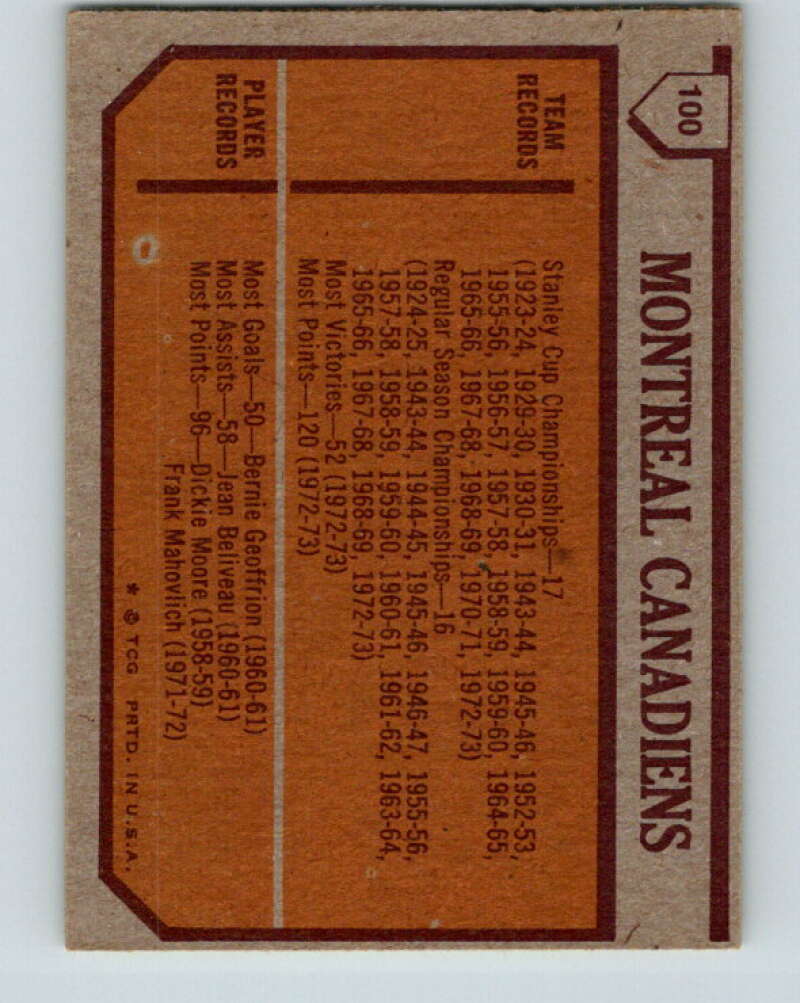 100
MONTREAL CANADIENS
TEAM
RECORDS
Stanley Cup Championships—17
(1923-24, 1929-30, 1930-31, 1943-44, 1945-46, 1952-53,
1955-56, 1956-57, 1957-58, 1958-59, 1959-60, 1964-65,
1965-66, 1967-68, 1968-69, 1970-71, 1972-73)
Regular Season Championships—16
(1924-25, 1943-44, 1944-45, 1945-46, 1946-47, 1955-56,
1957-58, 1958-59, 1959-60, 1960-61, 1961-62, 1963-64,
1965-66, 1967-68, 1968-69, 1972-73)
Most Victories—52 (1972-73)
Most Points—120 (1972-73)
PLAYER
RECORDS
Most Goals—50—Bernie Geoffrion (1960-61)
Most Assists—58—Jean Beliveau (1960-61)
Most Points—96—Dickie Moore (1958-59)
Frank Mahovlich (1971-72)
* © TCG PRTD. IN U.S.A.